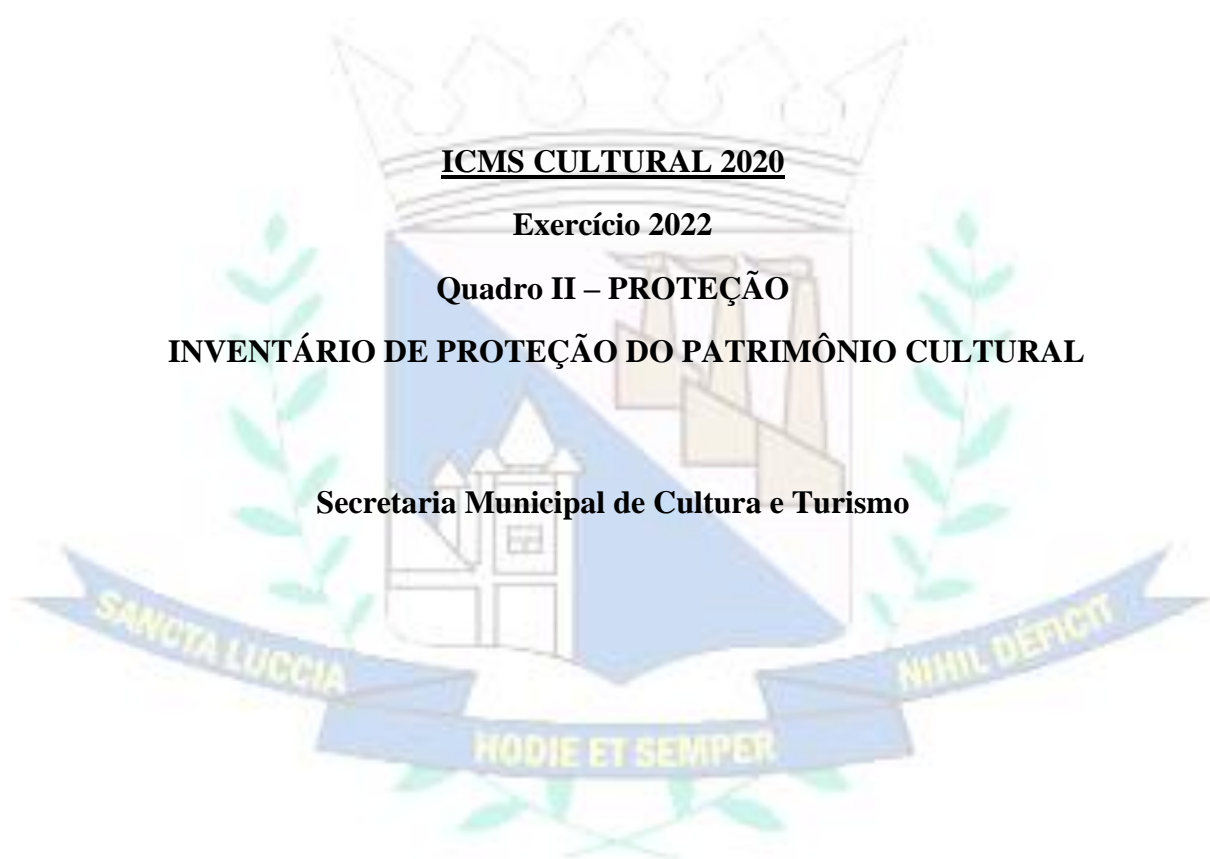 ICMS CULTURAL 2020
Exercício 2022
Quadro II – PROTEÇÃO
INVENTÁRIO DE PROTEÇÃO DO PATRIMÔNIO CULTURAL
Secretaria Municipal de Cultura e Turismo
SANCTA LUCCIA
HODIE ET SEMPER
NIHIL DÉFICIT